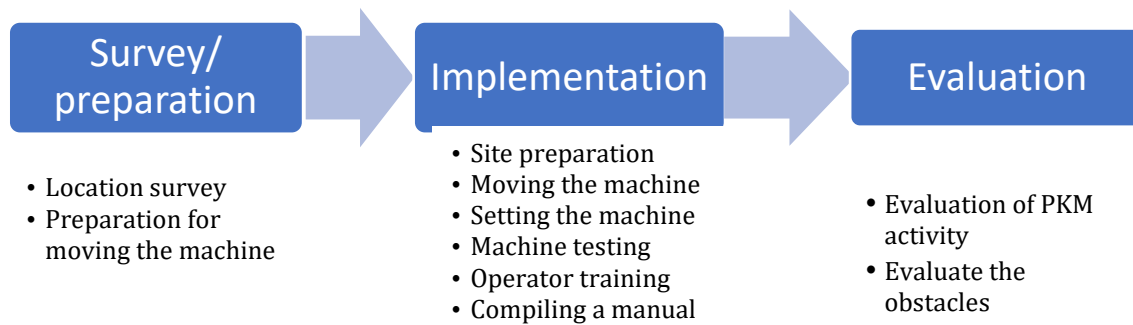 Survey/
preparation
• Location survey
• Preparation for
moving the machine
Implementation
• Site preparation
• Moving the machine
• Setting the machine
• Machine testing
• Operator training
• Compiling a manual
Evaluation
• Evaluation of PKM
activity
• Evaluate the
obstacles